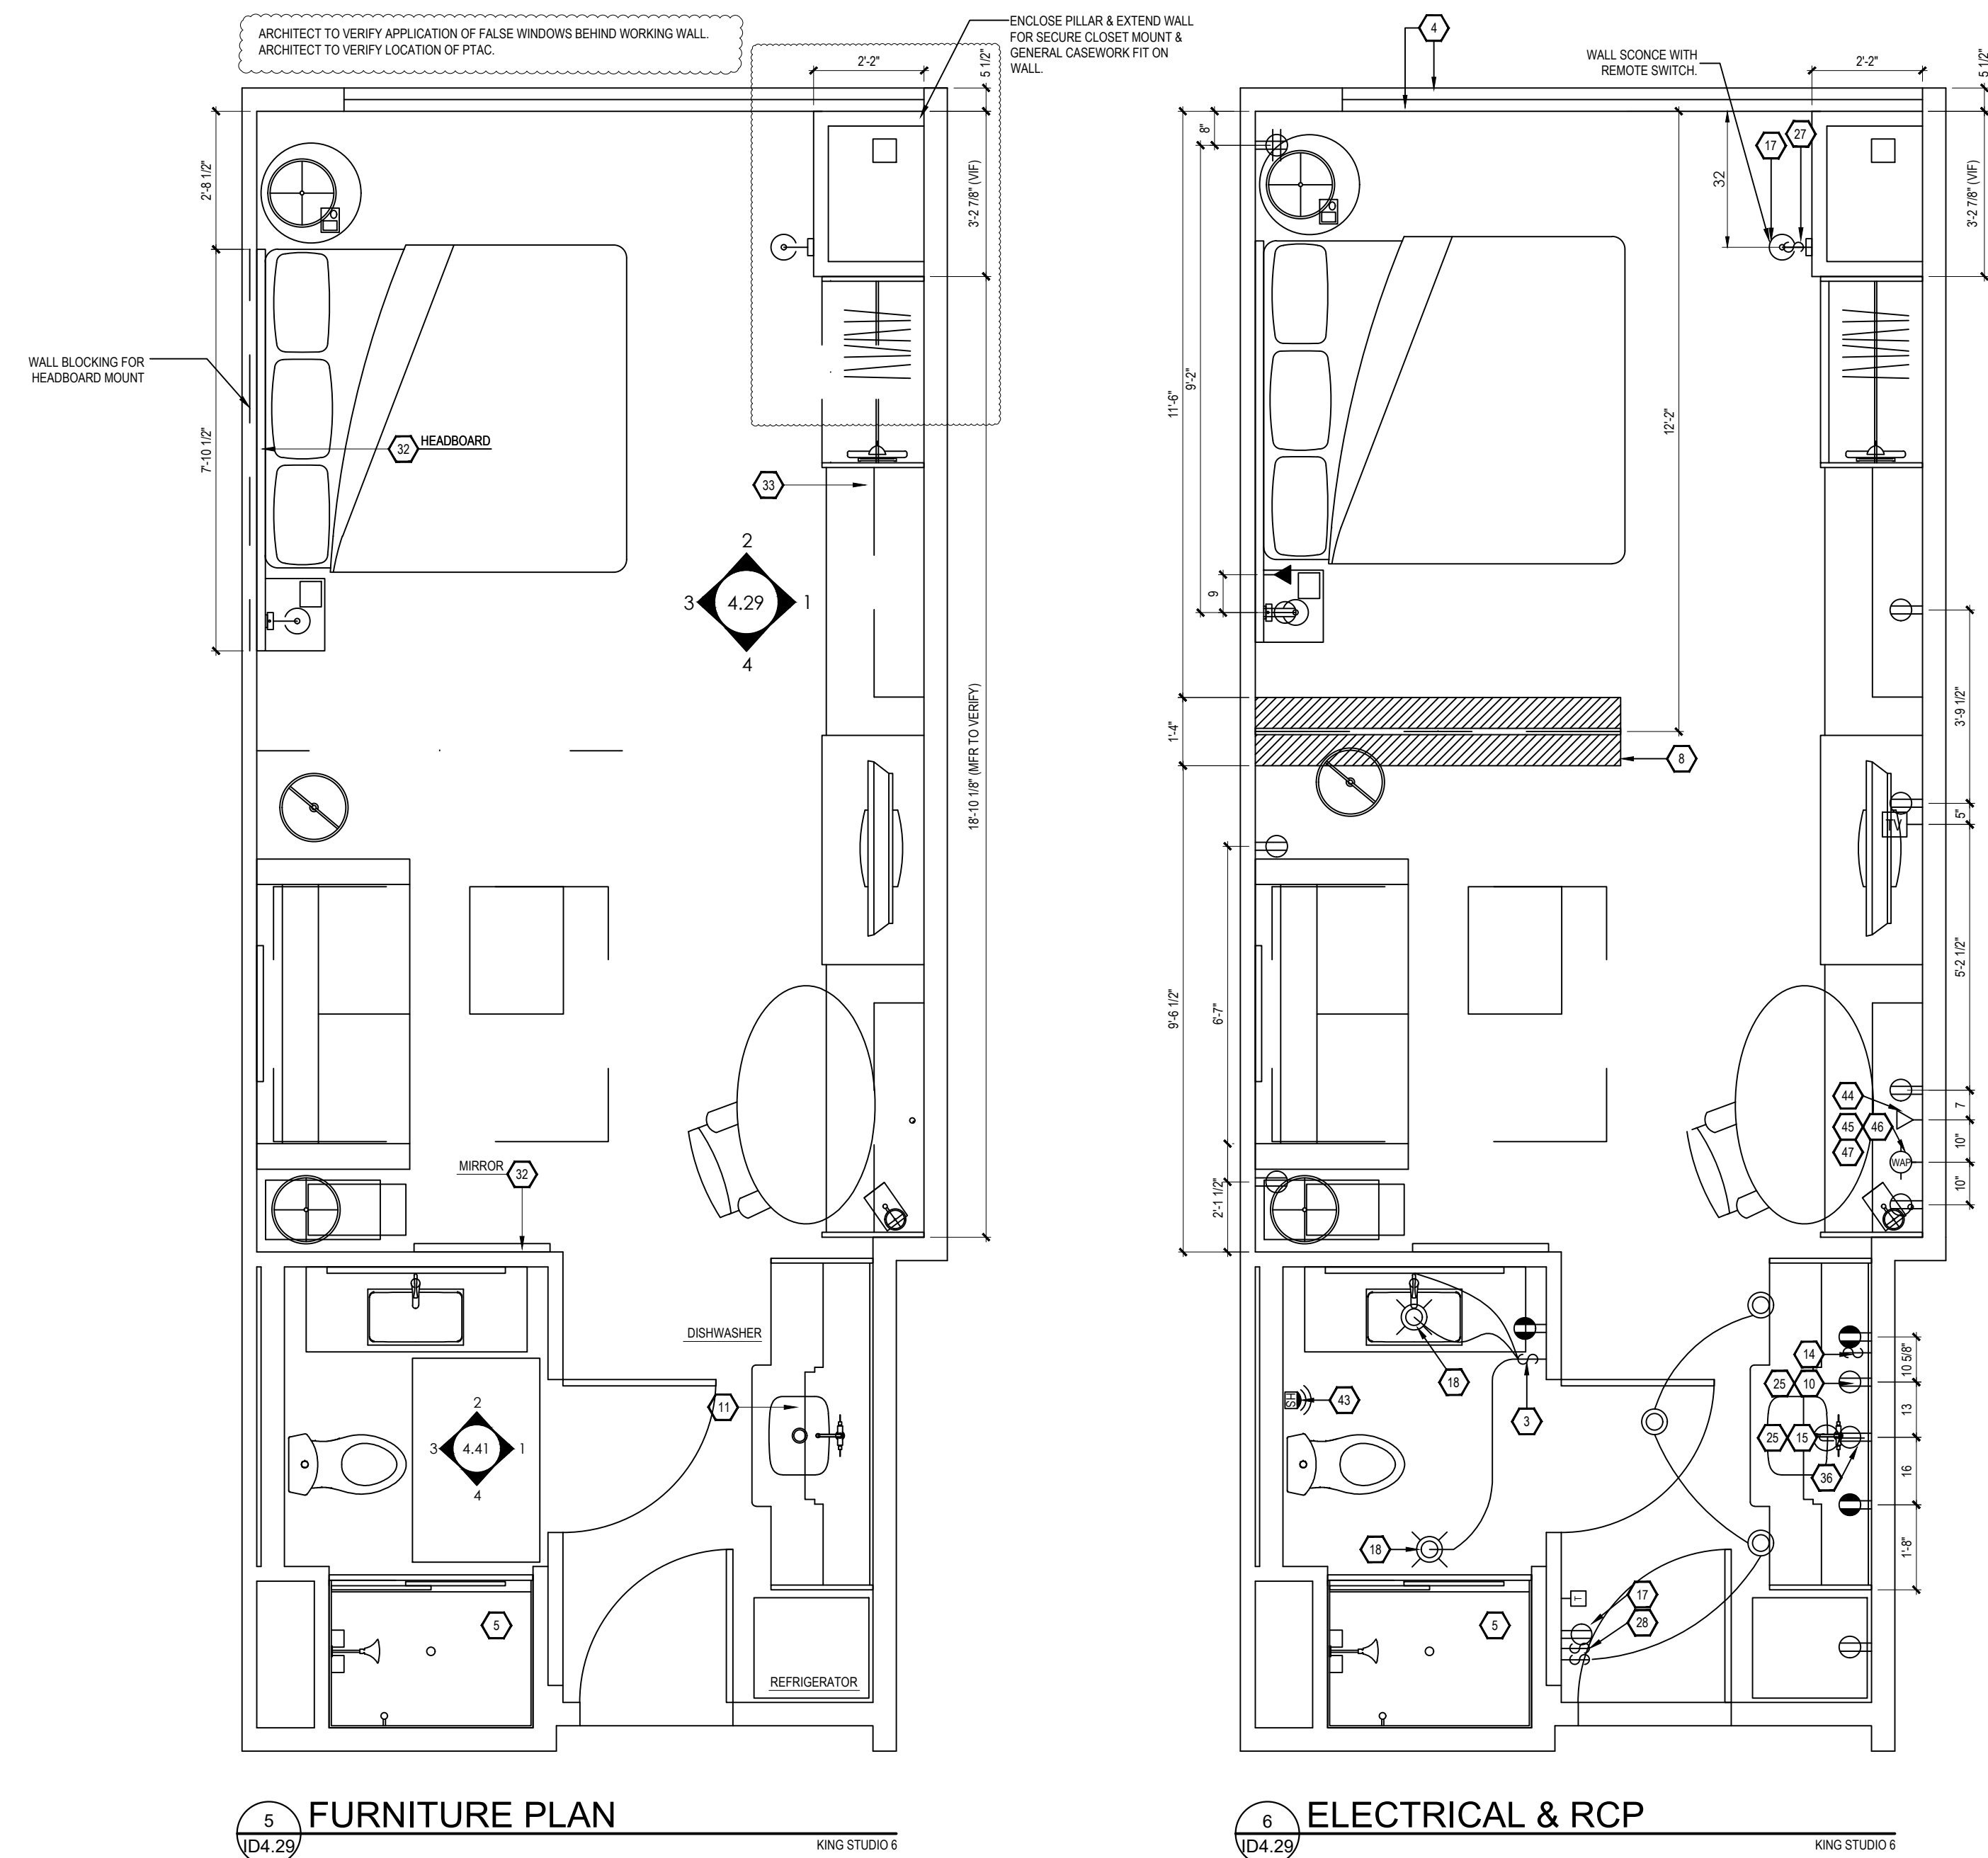 ARCHITECT TO VERIFY APPLICATION OF FALSE WINDOWS BEHIND WORKING WALL.
ARCHITECT TO VERIFY LOCATION OF PTAC.
ENCLOSE PILLAR & EXTEND WALL
FOR SECURE CLOSET MOUNT &
GENERAL CASEWORK FIT ON
WALL.
2'-2"
5 1/2"
2'-8 1/2"
3'-2 7/8" (VIF)
WALL BLOCKING FOR
HEADBOARD MOUNT
7'-10 1/2"
32
HEADBOARD
33
2
3
4.29
1
4
18'-10 1/8" (MFR TO VERIFY)
MIRROR
32
DISHWASHER
11
2
3
4.41
1
4
5
REFRIGERATOR
5
ID4.29
FURNITURE PLAN
KING STUDIO 6
4
WALL SCONCE WITH
REMOTE SWITCH.
2'-2"
5 1/2"
8"
17
27
32
3'-2 7/8" (VIF)
9'-2"
11'-6"
12'-2"
9
3'-9 1/2"
1'-4"
8
5"
TV
5'-2 1/2"
9'-6 1/2"
6'-7"
44
7
45
46
47
10"
WAP
10"
2'-1 1/2"
18
14
10 5/8"
25
10
43
3
13
25
15
36
16
18
1'-8"
17
T
28
5
SH
6
ID4.29
ELECTRICAL & RCP
KING STUDIO 6